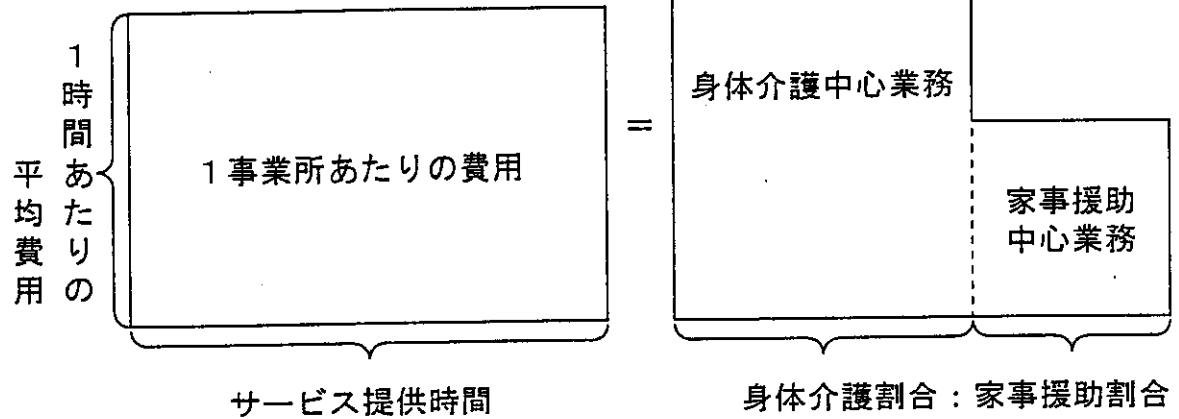 1時間あたりの
平均費用
1事業所あたりの費用
サービス提供時間
=
身体介護中心業務
家事援助
中心業務
身体介護割合:家事援助割合